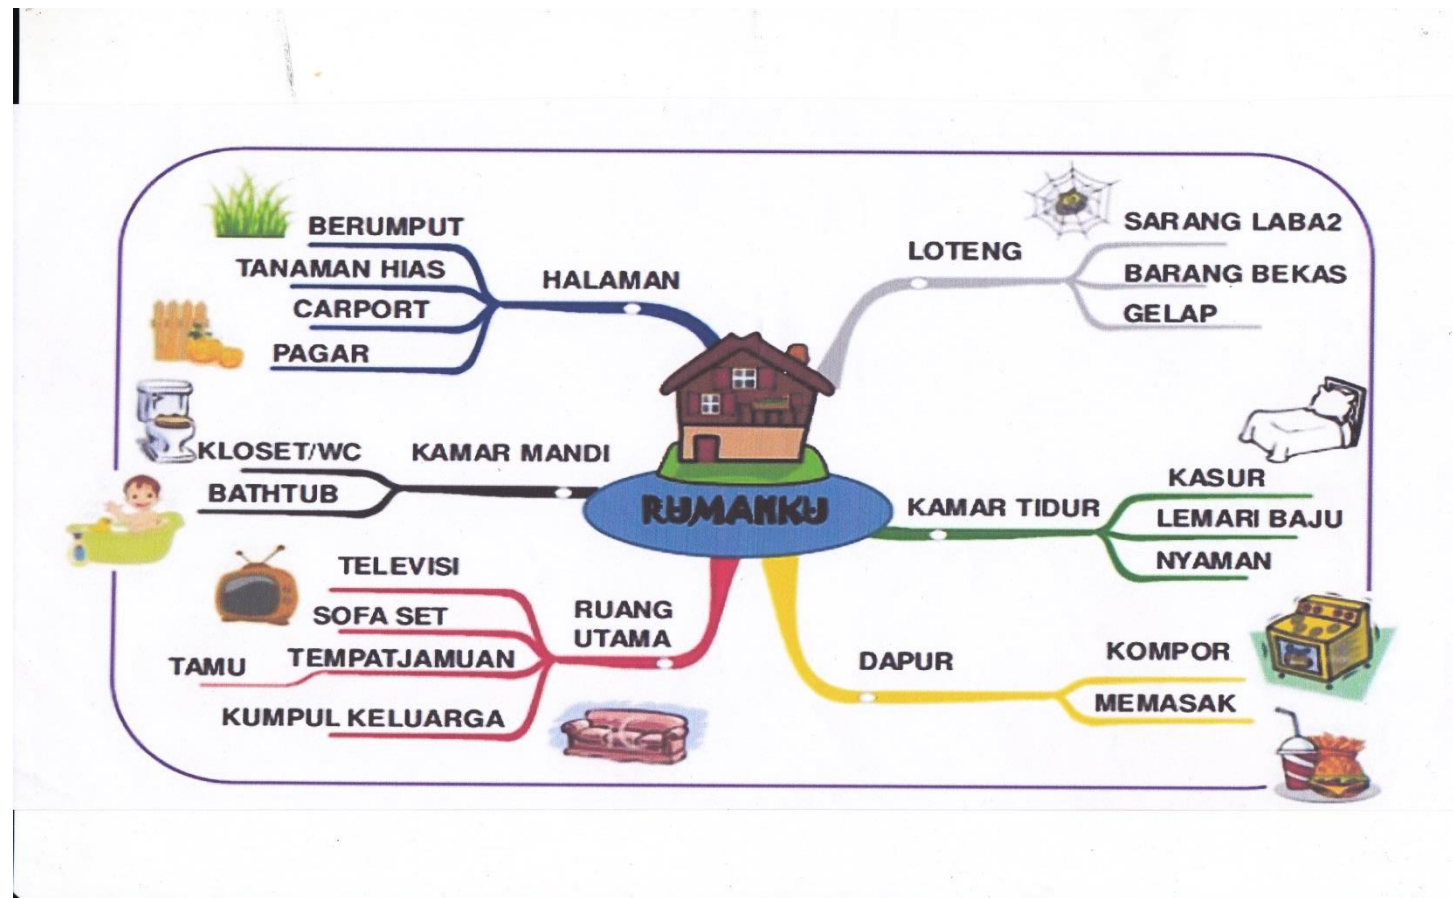 BERUMPUT
TANAMAN HIAS
CARPORT
PAGAR
HALAMAN
LOTENG
SARANG LABA2
BARANG BEKAS
GELAP
KLOSET/WC
BATHTUB
KAMAR MANDI
RUMAHKU
KAMAR TIDUR
KASUR
LEMARI BAJU
NYAMAN
TELEVISI
SOFA SET
TAMU
TEMPATJAMUAN
KUMPUL KELUARGA
RUANG
UTAMA
DAPUR
KOMPOR
MEMASAK